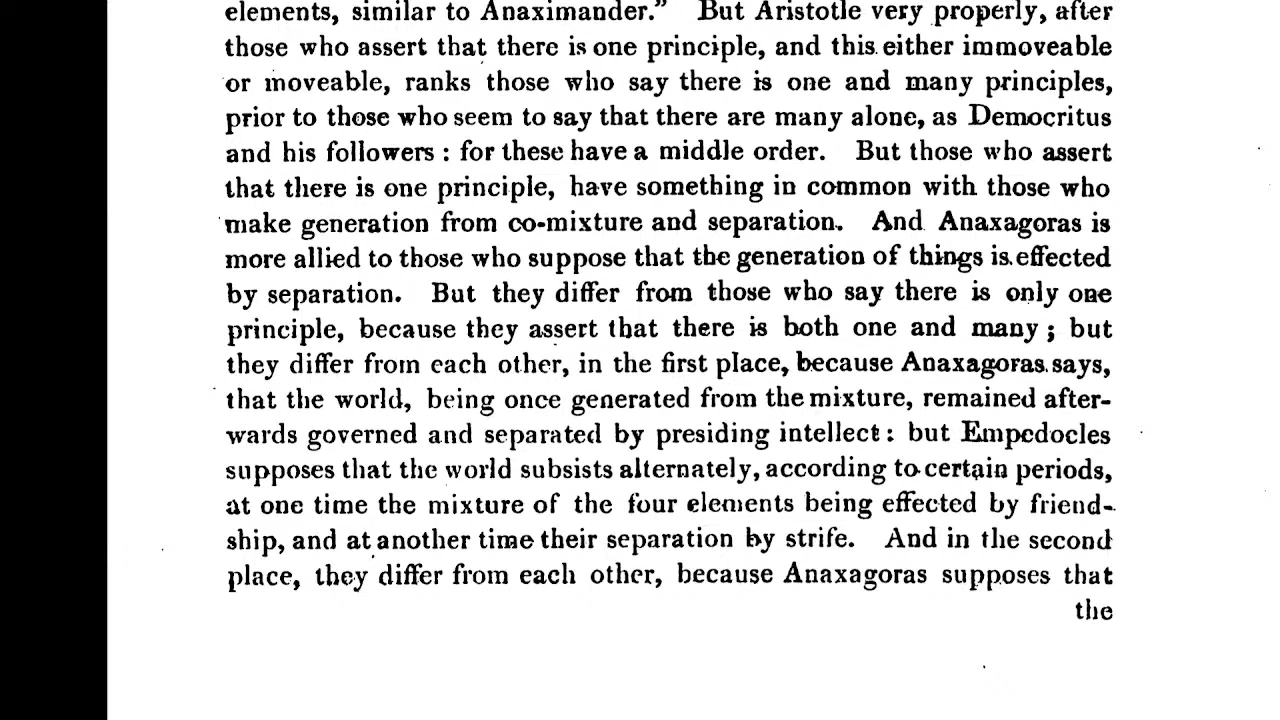 elements, similar to Anaximander.” But Aristotle very properly, after
those who assert that there is one principle, and this either immoveable
or moveable, ranks those who say there is one and many principles,
prior to those who seem to say that there are many alone, as Democritus
and his followers : for these have a middle order. But those who assert
that there is one principle, have something in common with those who
make generation from co-mixture and separation. And Anaxagoras is
more allied to those who suppose that the generation of things is effected
by separation. But they differ from those who say there is only one
principle, because they assert that there is both one and many ; but
they differ from each other, in the first place, because Anaxagoras says,
that the world, being once generated from the mixture, remained after-
wards governed and separated by presiding intellect : but Empedocles
supposes that the world subsists alternately, according to certain periods,
at one time the mixture of the four elements being effected by friend-
ship, and at another time their separation by strife. And in the second
place, they differ from each other, because Anaxagoras supposes that
the